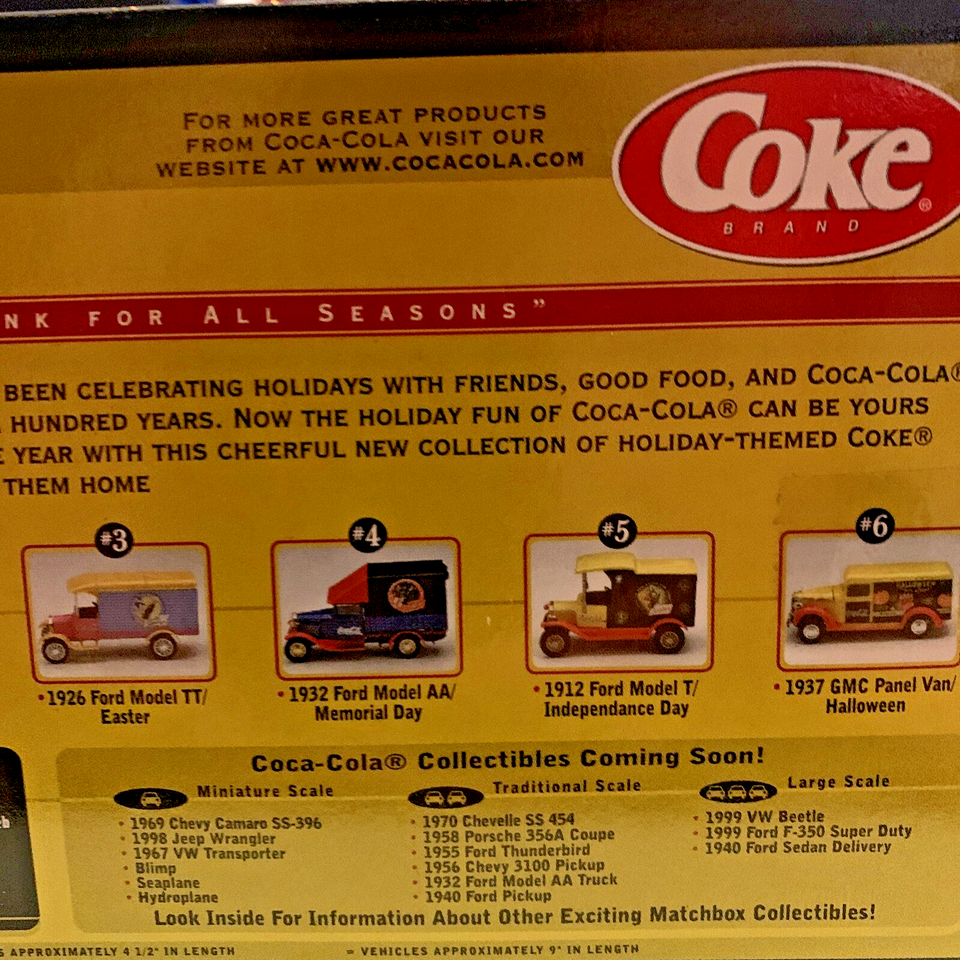 FOR MORE GREAT PRODUCTS
FROM COCA-COLA VISIT OUR
WEBSITE AT WWW.COCACOLA.COM
Coke®
BRAND
NK FOR ALL SEASONS”
BEEN CELEBRATING HOLIDAYS WITH FRIENDS, GOOD FOOD, AND COCA-COLA®
HUNDRED YEARS. NOW THE HOLIDAY FUN OF COCA-COLA® CAN BE YOURS
YEAR WITH THIS CHEERFUL NEW COLLECTION OF HOLIDAY-THEMED COKE®
THEM HOME
#3
#4
#5
#6
•1926 Ford Model TT/
Easter
•1932 Ford Model AA/
Memorial Day
•1912 Ford Model T/
Independance Day
•1937 GMC Panel Van/
Halloween
Coca-Cola® Collectibles Coming Soon!
Miniature Scale
• 1969 Chevy Camaro SS-396
• 1998 Jeep Wrangler
• 1967 VW Transporter
• Blimp
• Seaplane
• Hydroplane
Traditional Scale
• 1970 Chevelle SS 454
• 1958 Porsche 356A Coupe
• 1955 Ford Thunderbird
• 1956 Chevy 3100 Pickup
• 1932 Ford Model AA Truck
• 1940 Ford Pickup
Large Scale
• 1999 VW Beetle
• 1999 Ford F-350 Super Duty
• 1940 Ford Sedan Delivery
Look Inside For Information About Other Exciting Matchbox Collectibles!
S APPROXIMATELY 4 1/2" IN LENGTH
= VEHICLES APPROXIMATELY 9" IN LENGTH